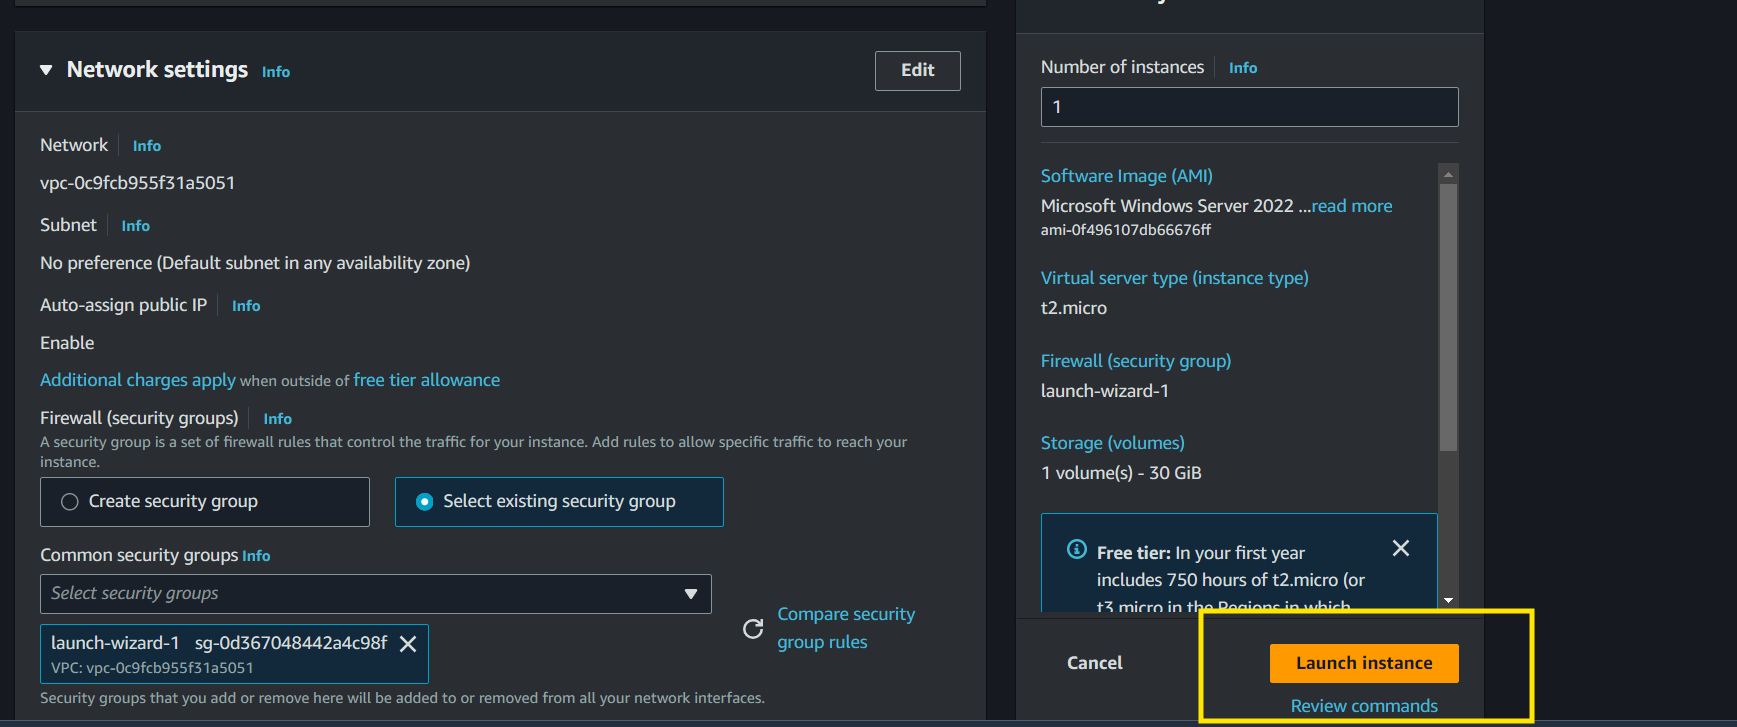 Network settings Info
Edit
Network Info
vpc-0c9fcb955f31a5051
Subnet Info
No preference (Default subnet in any availability zone)
Auto-assign public IP Info
Enable
Additional charges apply when outside of free tier allowance
Firewall (security groups) Info
A security group is a set of firewall rules that control the traffic for your instance. Add rules to allow specific traffic to reach your
instance.
Create security group
Select existing security group
Common security groups Info
Select security groups
launch-wizard-1 sg-0d367048442a4c98f
VPC: vpc-0c9fcb955f31a5051
Compare security
group rules
Security groups that you add or remove here will be added to or removed from all your network interfaces.
Number of instances Info
1
Software Image (AMI)
Microsoft Windows Server 2022 ...read more
ami-0f496107db66676ff
Virtual server type (instance type)
t2.micro
Firewall (security group)
launch-wizard-1
Storage (volumes)
1 volume(s) - 30 GiB
Free tier: In your first year
includes 750 hours of t2.micro (or
t3.micro in the Regions in which
Cancel
Launch instance
Review commands